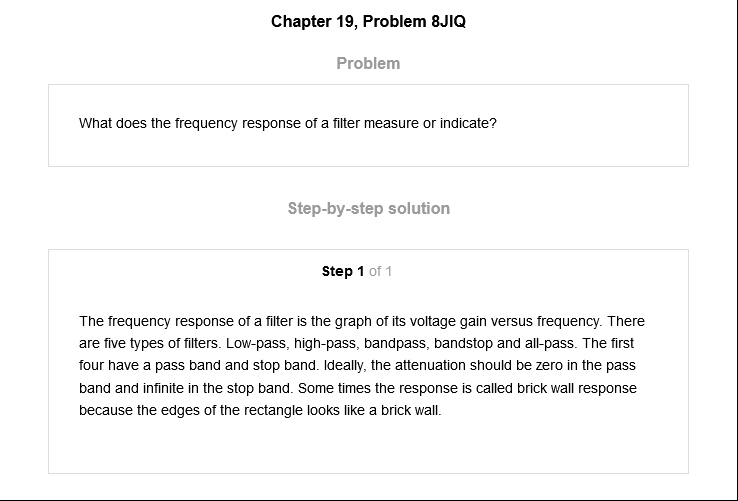 Chapter 19, Problem 8JIQ
Problem
What does the frequency response of a filter measure or indicate?
Step-by-step solution
Step 1 of 1
The frequency response of a filter is the graph of its voltage gain versus frequency. There
are five types of filters. Low-pass, high-pass, bandpass, bandstop and all-pass. The first
four have a pass band and stop band. Ideally, the attenuation should be zero in the pass
band and infinite in the stop band. Some times the response is called brick wall response
because the edges of the rectangle looks like a brick wall.